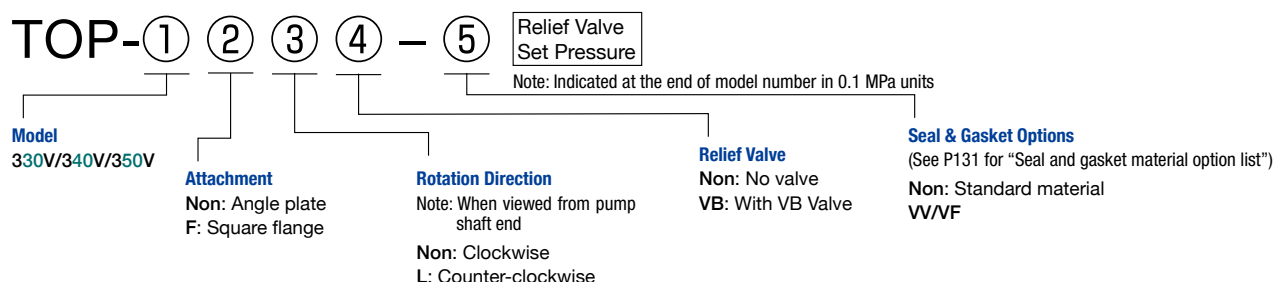 TOP-① ② ③ ④ – ⑤
Relief Valve
Set Pressure
Note: Indicated at the end of model number in 0.1 MPa units
Model
330V/340V/350V
Attachment
Non: Angle plate
F: Square flange
Rotation Direction
Note: When viewed from pump
shaft end
Non: Clockwise
L: Counter-clockwise
Relief Valve
Non: No valve
VB: With VB Valve
Seal & Gasket Options
(See P131 for “Seal and gasket material option list”)
Non: Standard material
VV/VF